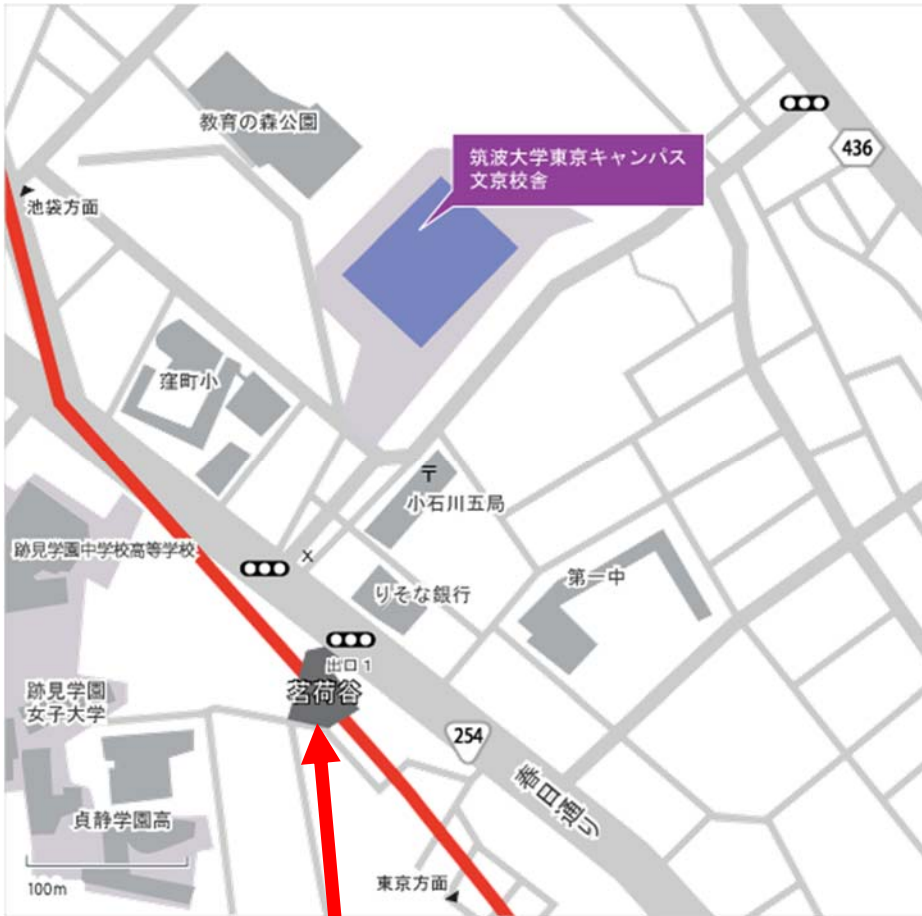 教育の森公園
筑波大学東京キャンパス
文京校舎
436
池袋方面
窪町小
〒
小石川五局
跡見学園中学校高等学校
X
りそな銀行
第一中
出口 1
茗荷谷
跡見学園
女子大学
254
春日通り
貞静学園高
100m
東京方面